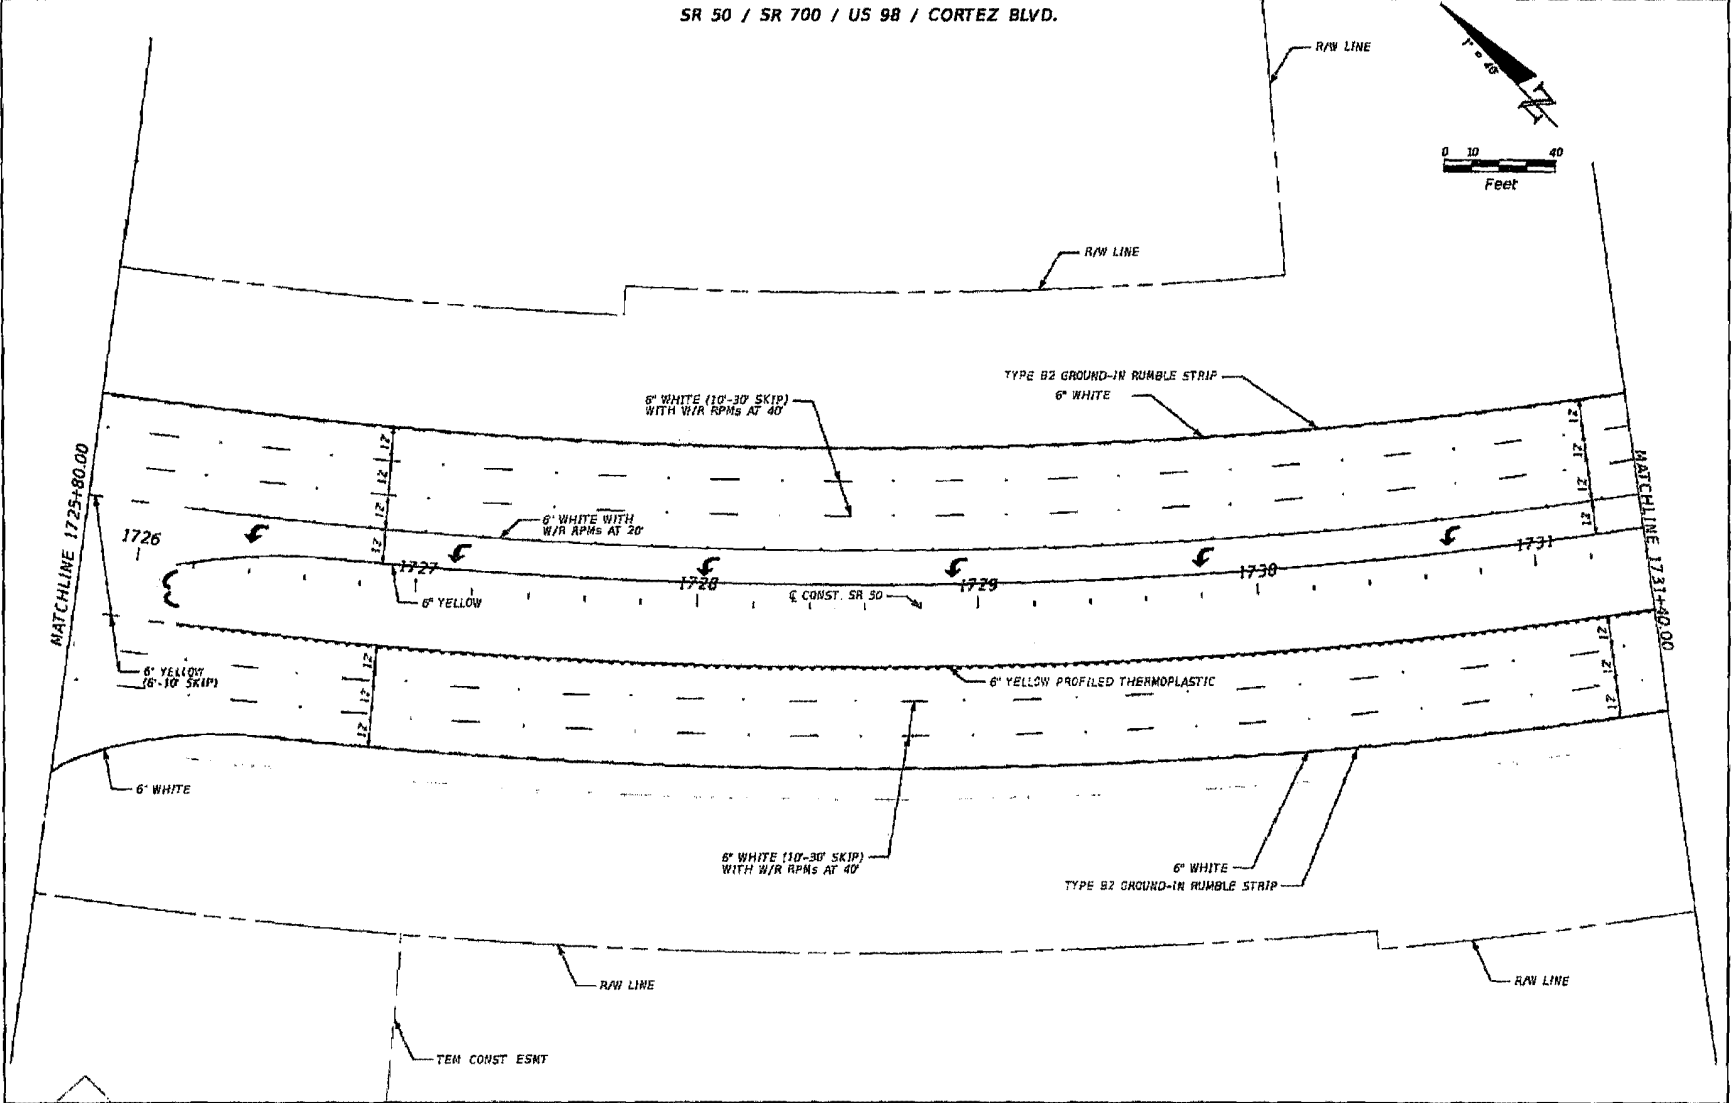 SR 50 / SR 700 / US 98 / CORTEZ BLVD.
R/W LINE
1" = 40'
N
0 10 40
Feet
R/W LINE
TYPE B2 GROUND-IN RUMBLE STRIP
6" WHITE
6" WHITE (10'-30' SKIP)
WITH W/R RPMs AT 40'
12'
12'
12'
12'
12'
12'
12'
12'
MATCHLINE 1725+80.00
MATCHLINE 1731+40.00
6" WHITE WITH
W/R RPMs AT 20'
1726
1727
1728
1729
1730
1731
6" YELLOW
℄ CONST. SR 50
6" YELLOW
(6'-10' SKIP)
6" YELLOW PROFILED THERMOPLASTIC
12'
12'
12'
12'
12'
12'
6" WHITE
6" WHITE (10'-30' SKIP)
WITH W/R RPMs AT 40'
6" WHITE
TYPE B2 GROUND-IN RUMBLE STRIP
R/W LINE
R/W LINE
TEM CONST ESMT